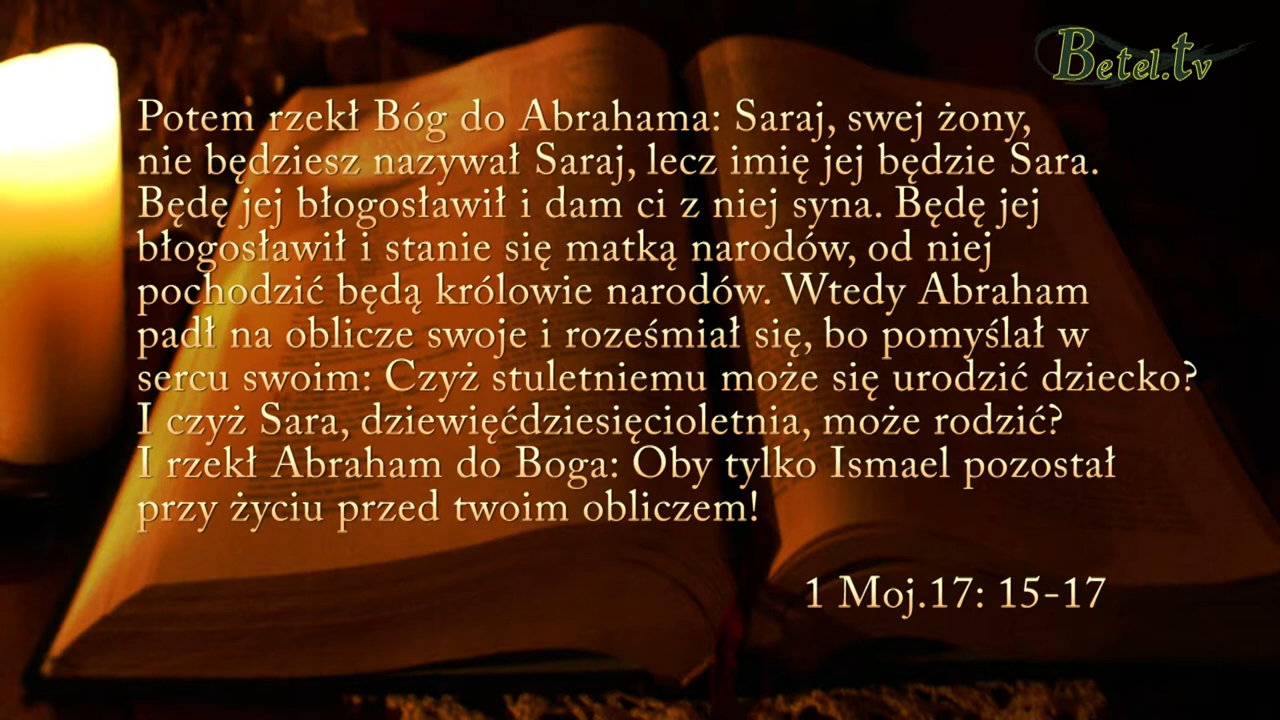 Betel.tv
Potem rzekł Bóg do Abrahama: Saraj, swej żony,
nie będziesz nazywał Saraj, lecz imię jej będzie Sara.
Będę jej błogosławił i dam ci z niej syna. Będę jej
błogosławił i stanie się matką narodów, od niej
pochodzić będą królowie narodów. Wtedy Abraham
padł na oblicze swoje i roześmiał się, bo pomyślał w
sercu swoim: Czyż stuletniemu może się urodzić dziecko?
I czyż Sara, dziewięćdziesięcioletnia, może rodzić?
I rzekł Abraham do Boga: Oby tylko Ismael pozostał
przy życiu przed twoim obliczem!
1 Moj.17: 15-17